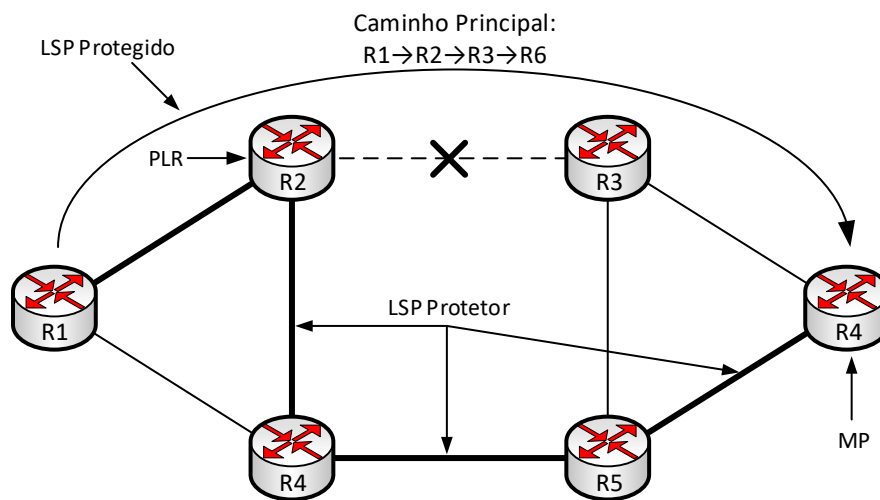 Caminho Principal:
R1→R2→R3→R6
LSP Protegido
PLR
R2
R3
R1
LSP Protetor
R4
R4
R5
MP